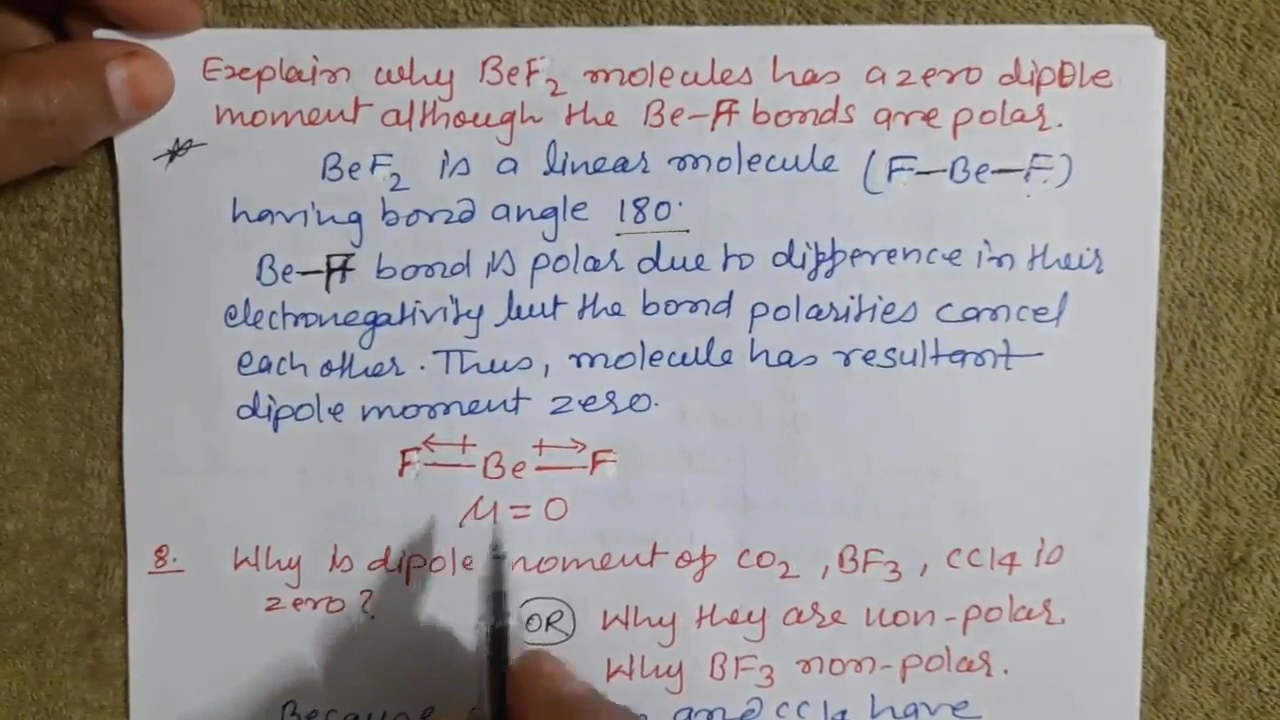 Explain why BeF₂ molecules has a zero dipole
moment although the Be-F bonds are polar.
BeF₂ is a linear molecule (F-Be-F)
having bond angle 180°
Be-F bond is polar due to difference in their
electronegativity but the bond polarities cancel
each other. Thus, molecule has resultant
dipole moment zero.
F-Be-F
μ=0
8. Why is dipole moment of CO₂, BF₃, CCl4 is
zero? OR Why they are non-polar.
Why BF₃ non-polar.
Because and CCl4 have